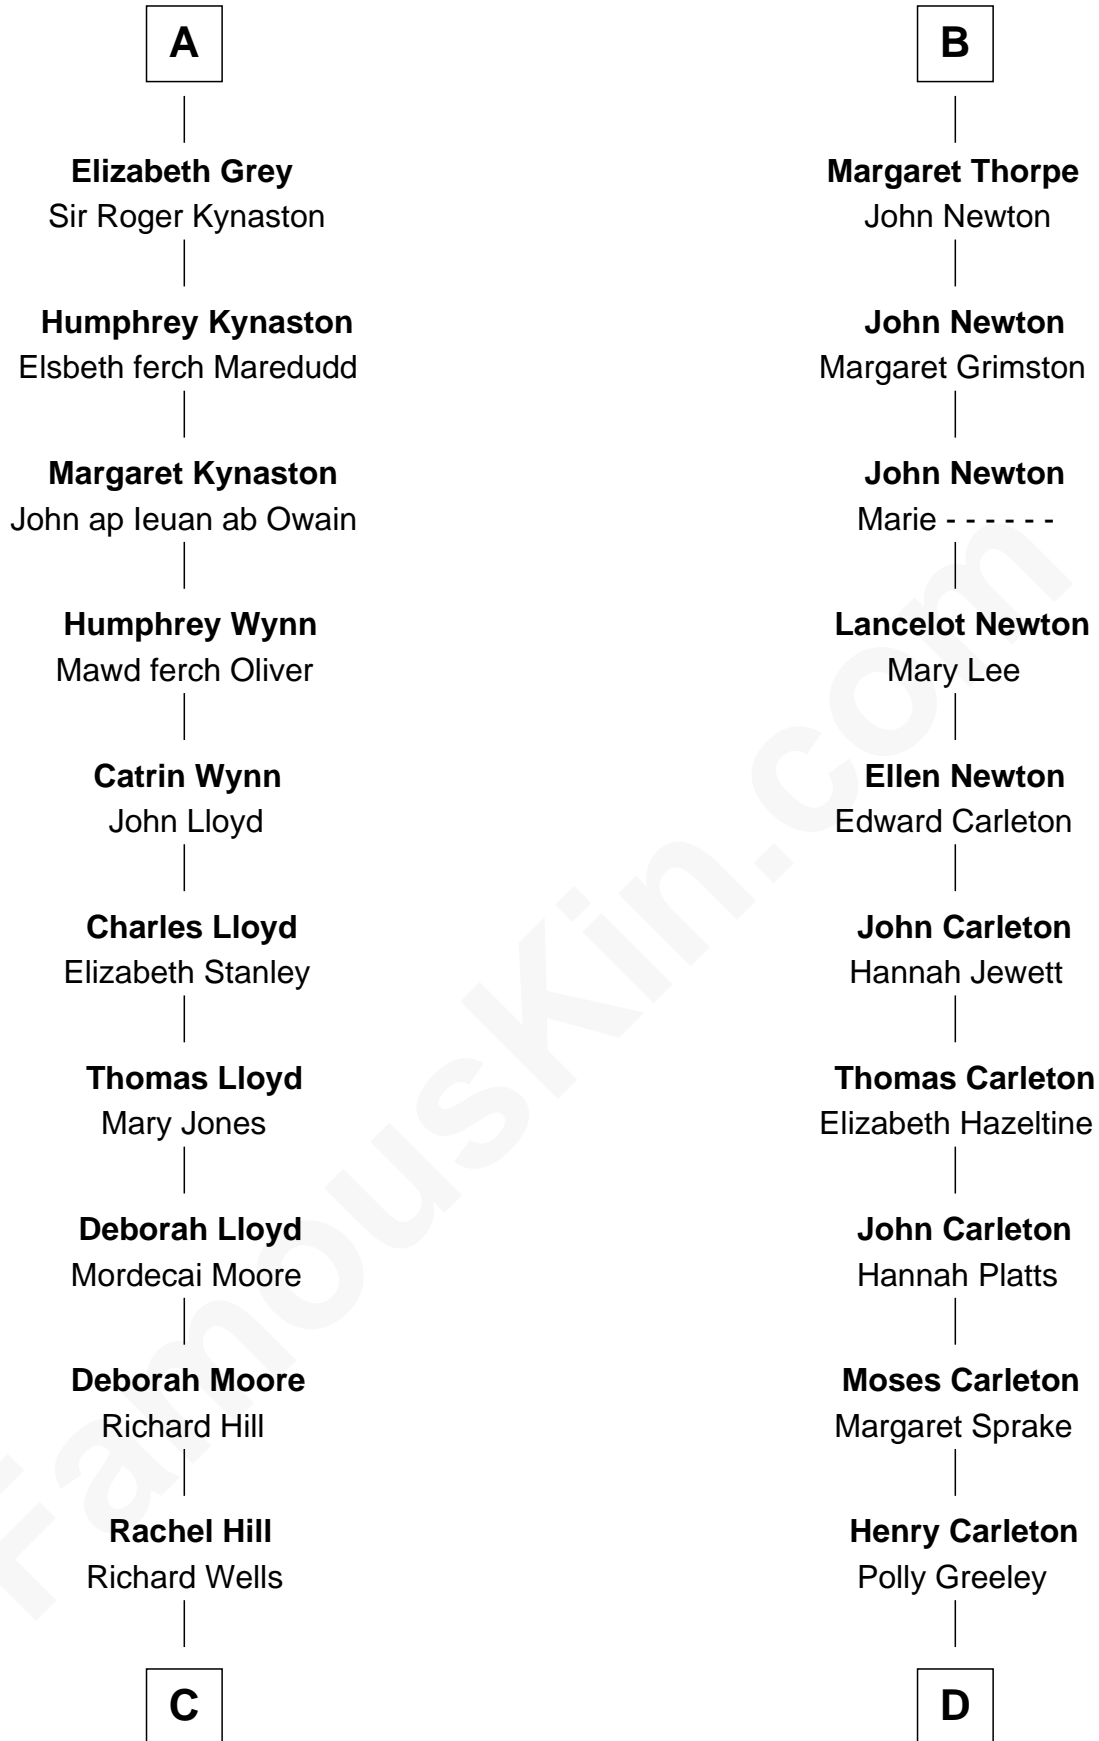 A
Elizabeth Grey
Sir Roger Kynaston
Humphrey Kynaston
Elsbeth ferch Maredudd
Margaret Kynaston
John ap Ieuan ab Owain
Humphrey Wynn
Mawd ferch Oliver
Catrin Wynn
John Lloyd
Charles Lloyd
Elizabeth Stanley
Thomas Lloyd
Mary Jones
Deborah Lloyd
Mordecai Moore
Deborah Moore
Richard Hill
Rachel Hill
Richard Wells
C
B
Margaret Thorpe
John Newton
John Newton
Margaret Grimston
John Newton
Marie - - - - - -
Lancelot Newton
Mary Lee
Ellen Newton
Edward Carleton
John Carleton
Hannah Jewett
Thomas Carleton
Elizabeth Hazeltine
John Carleton
Hannah Platts
Moses Carleton
Margaret Sprake
Henry Carleton
Polly Greeley
D
FamousKin.com